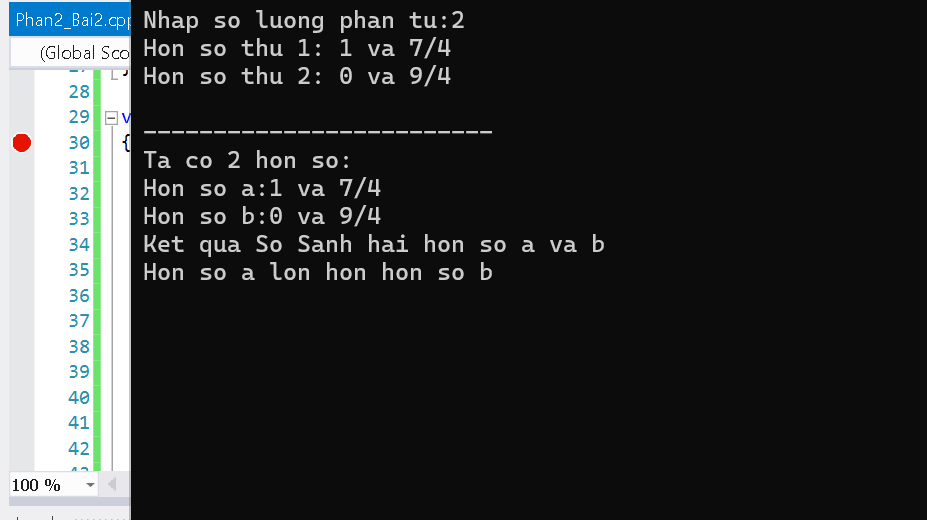 Phan2_Bai2.cpp
(Global Sco
28
29
30
31
32
33
34
35
36
37
38
39
40
41
42
100 %
Nhap so luong phan tu:2
Hon so thu 1: 1 va 7/4
Hon so thu 2: 0 va 9/4
-------------------------
Ta co 2 hon so:
Hon so a:1 va 7/4
Hon so b:0 va 9/4
Ket qua So Sanh hai hon so a va b
Hon so a lon hon hon so b